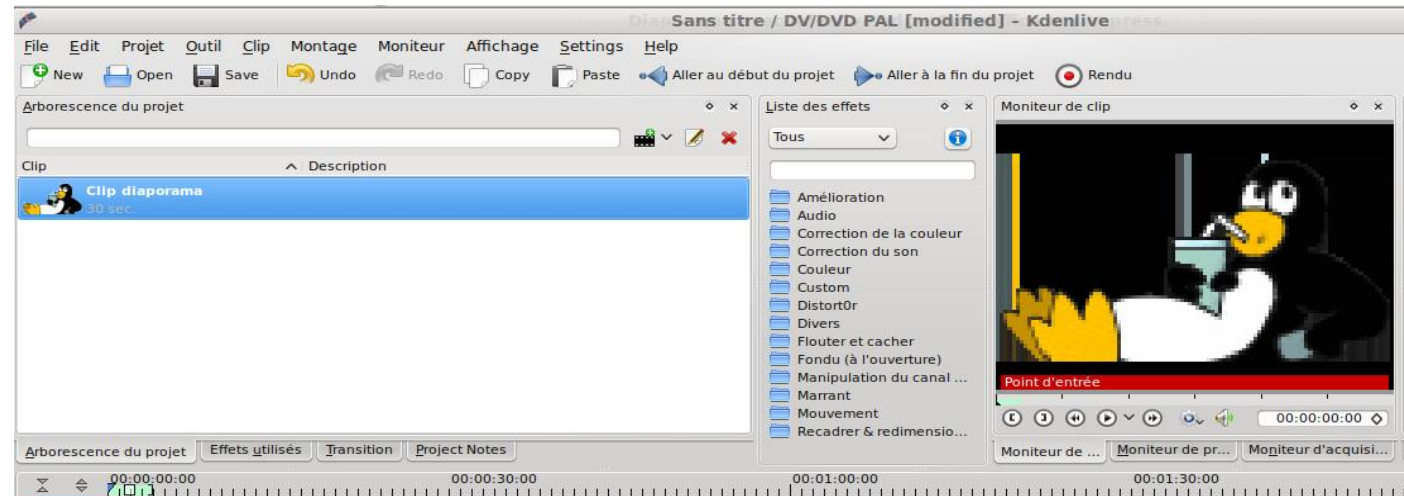 Sans titre / DV/DVD PAL [modified] – Kdenlive
File Edit Projet Outil Clip Montage Moniteur Affichage Settings Help
New Open Save Undo Redo Copy Paste Aller au début du projet Aller à la fin du projet Rendu
Arborescence du projet
Clip Description
Clip diaporama
30 sec.
Liste des effets
Tous
Amélioration
Audio
Correction de la couleur
Correction du son
Couleur
Custom
Distort0r
Divers
Flouter et cacher
Fondu (à l'ouverture)
Manipulation du canal ...
Marrant
Mouvement
Recadrer & redimensio...
Moniteur de clip
Point d'entrée
00:00:00:00
Arborescence du projet Effets utilisés Transition Project Notes
Moniteur de ... Moniteur de pr... Moniteur d'acquisi...
00:00:00:00 00:00:30:00 00:01:00:00 00:01:30:00